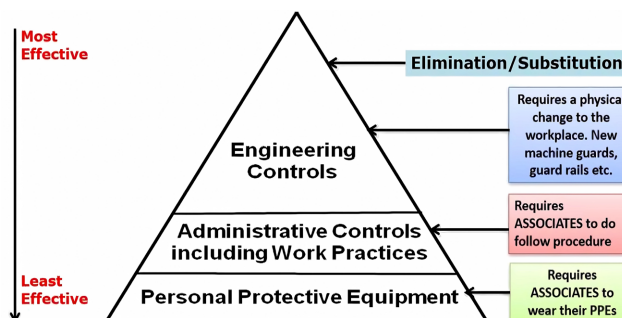 Most
Effective
Elimination/Substitution
Requires a physical
change to the
workplace. New
machine guards,
guard rails etc.
Engineering
Controls
Requires
ASSOCIATES to do
follow procedure
Administrative Controls
including Work Practices
Least
Effective
Personal Protective Equipment
Requires
ASSOCIATES to
wear their PPEs